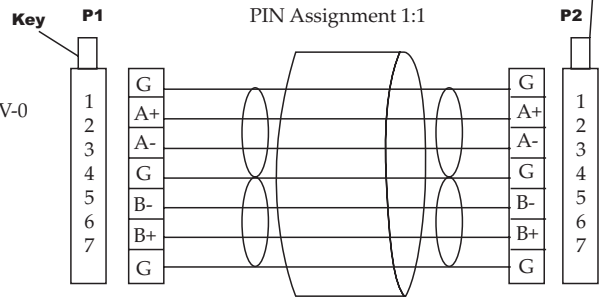 Key P1 PIN Assignment 1:1 P2
G G
1 A+ A+ 1
V-0 2 A- A- 2
3 G G 3
4 B- B- 4
5 B+ B+ 5
6 G G 6
7 7